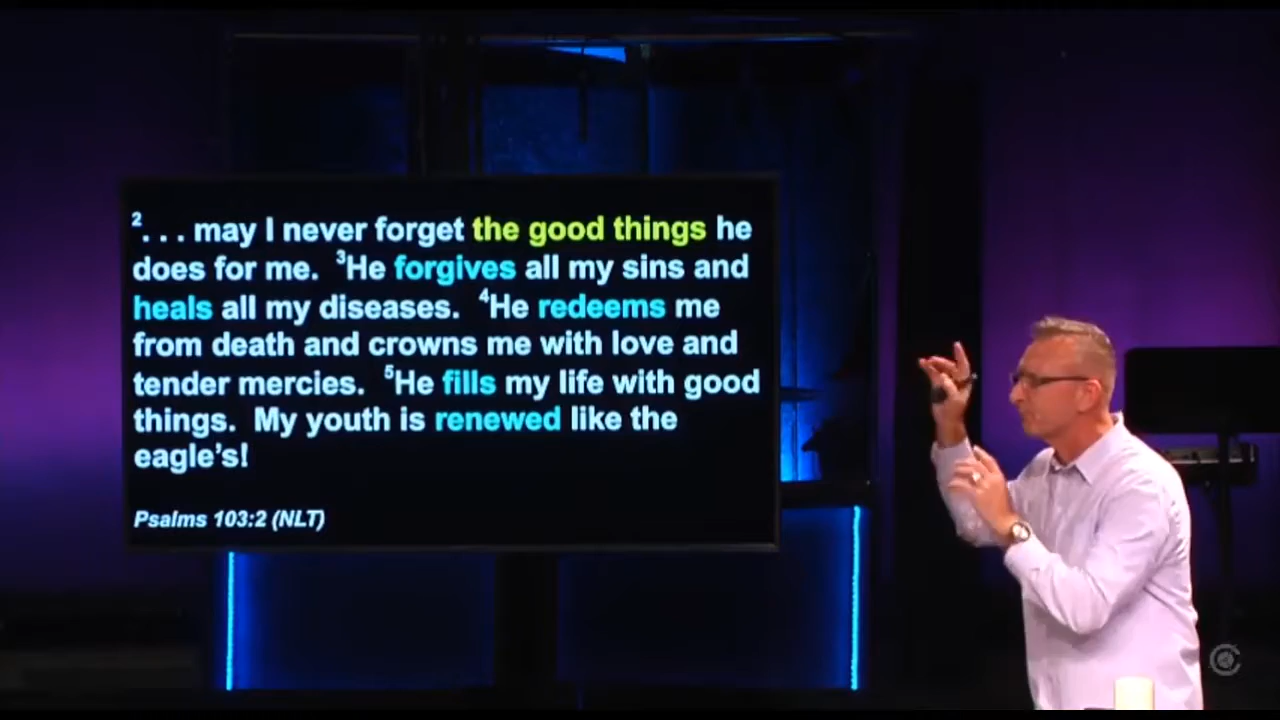 2. . . may I never forget the good things he
does for me. 3He forgives all my sins and
heals all my diseases. 4He redeems me
from death and crowns me with love and
tender mercies. 5He fills my life with good
things. My youth is renewed like the
eagle's!
Psalms 103:2 (NLT)